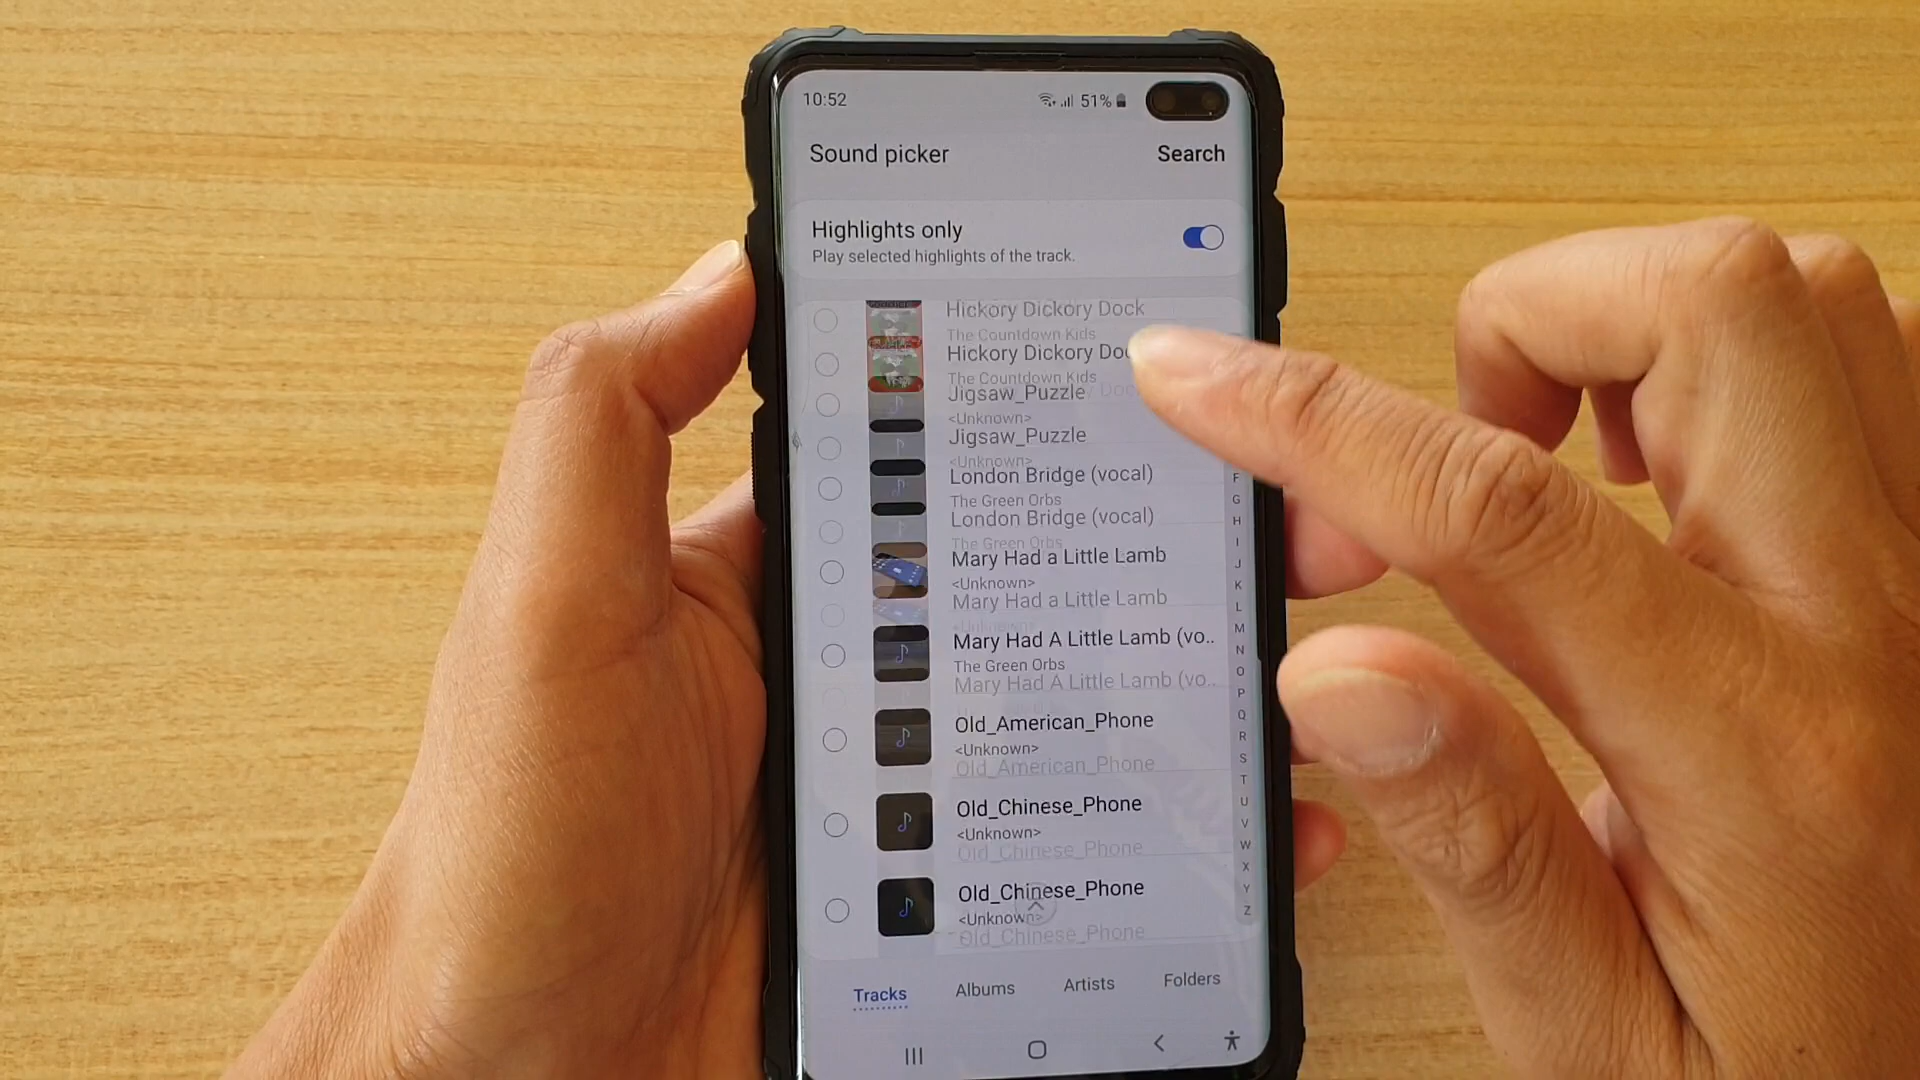 10:52
51%
Sound picker
Search
Highlights only
Play selected highlights of the track.
Hickory Dickory Dock
The Countdown Kids
Hickory Dickory Do
The Countdown Kids
Jigsaw_Puzzle
<Unknown>
Jigsaw_Puzzle
<Unknown>
London Bridge (vocal)
The Green Orbs
London Bridge (vocal)
The Green Orbs
Mary Had a Little Lamb
<Unknown>
Mary Had a Little Lamb
<Unknown>
Mary Had A Little Lamb (vo..
The Green Orbs
Mary Had A Little Lamb (vo..
Old_American_Phone
<Unknown>
Old_American_Phone
Old_Chinese_Phone
<Unknown>
Old_Chinese_Phone
Old_Chinese_Phone
<Unknown>
Old_Chinese_Phone
F
G
H
I
J
K
L
M
N
O
P
Q
R
S
T
U
V
W
X
Y
Z
Tracks
Albums
Artists
Folders